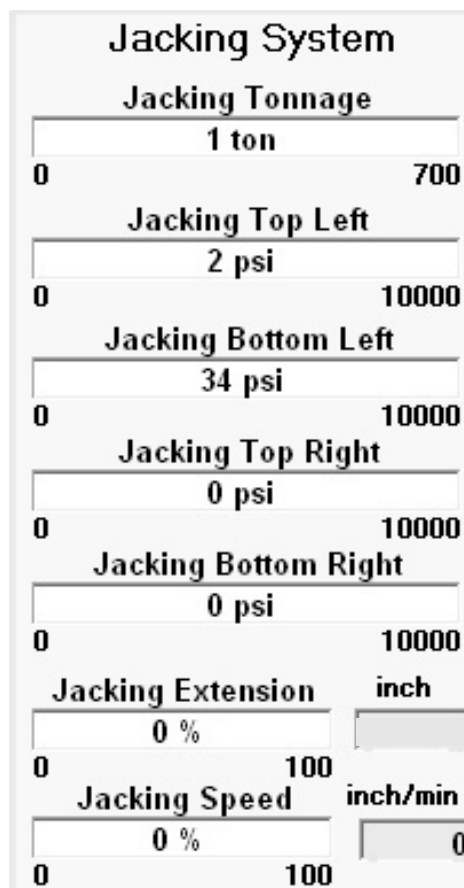 Jacking System
Jacking Tonnage
1 ton
0 700
Jacking Top Left
2 psi
0 10000
Jacking Bottom Left
34 psi
0 10000
Jacking Top Right
0 psi
0 10000
Jacking Bottom Right
0 psi
0 10000
Jacking Extension inch
0 %
0 100
Jacking Speed inch/min
0 % 0
0 100